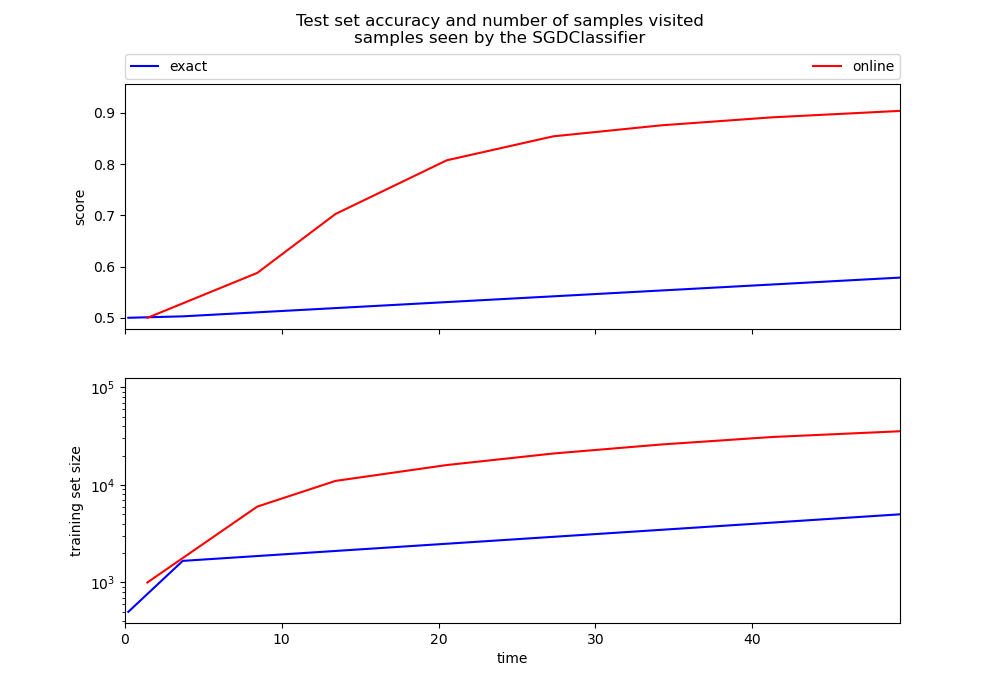 Test set accuracy and number of samples visited
samples seen by the SGDClassifier
exact
online
0.9
0.8
0.7
0.6
0.5
score
10^5
10^4
10^3
training set size
0
10
20
30
40
time